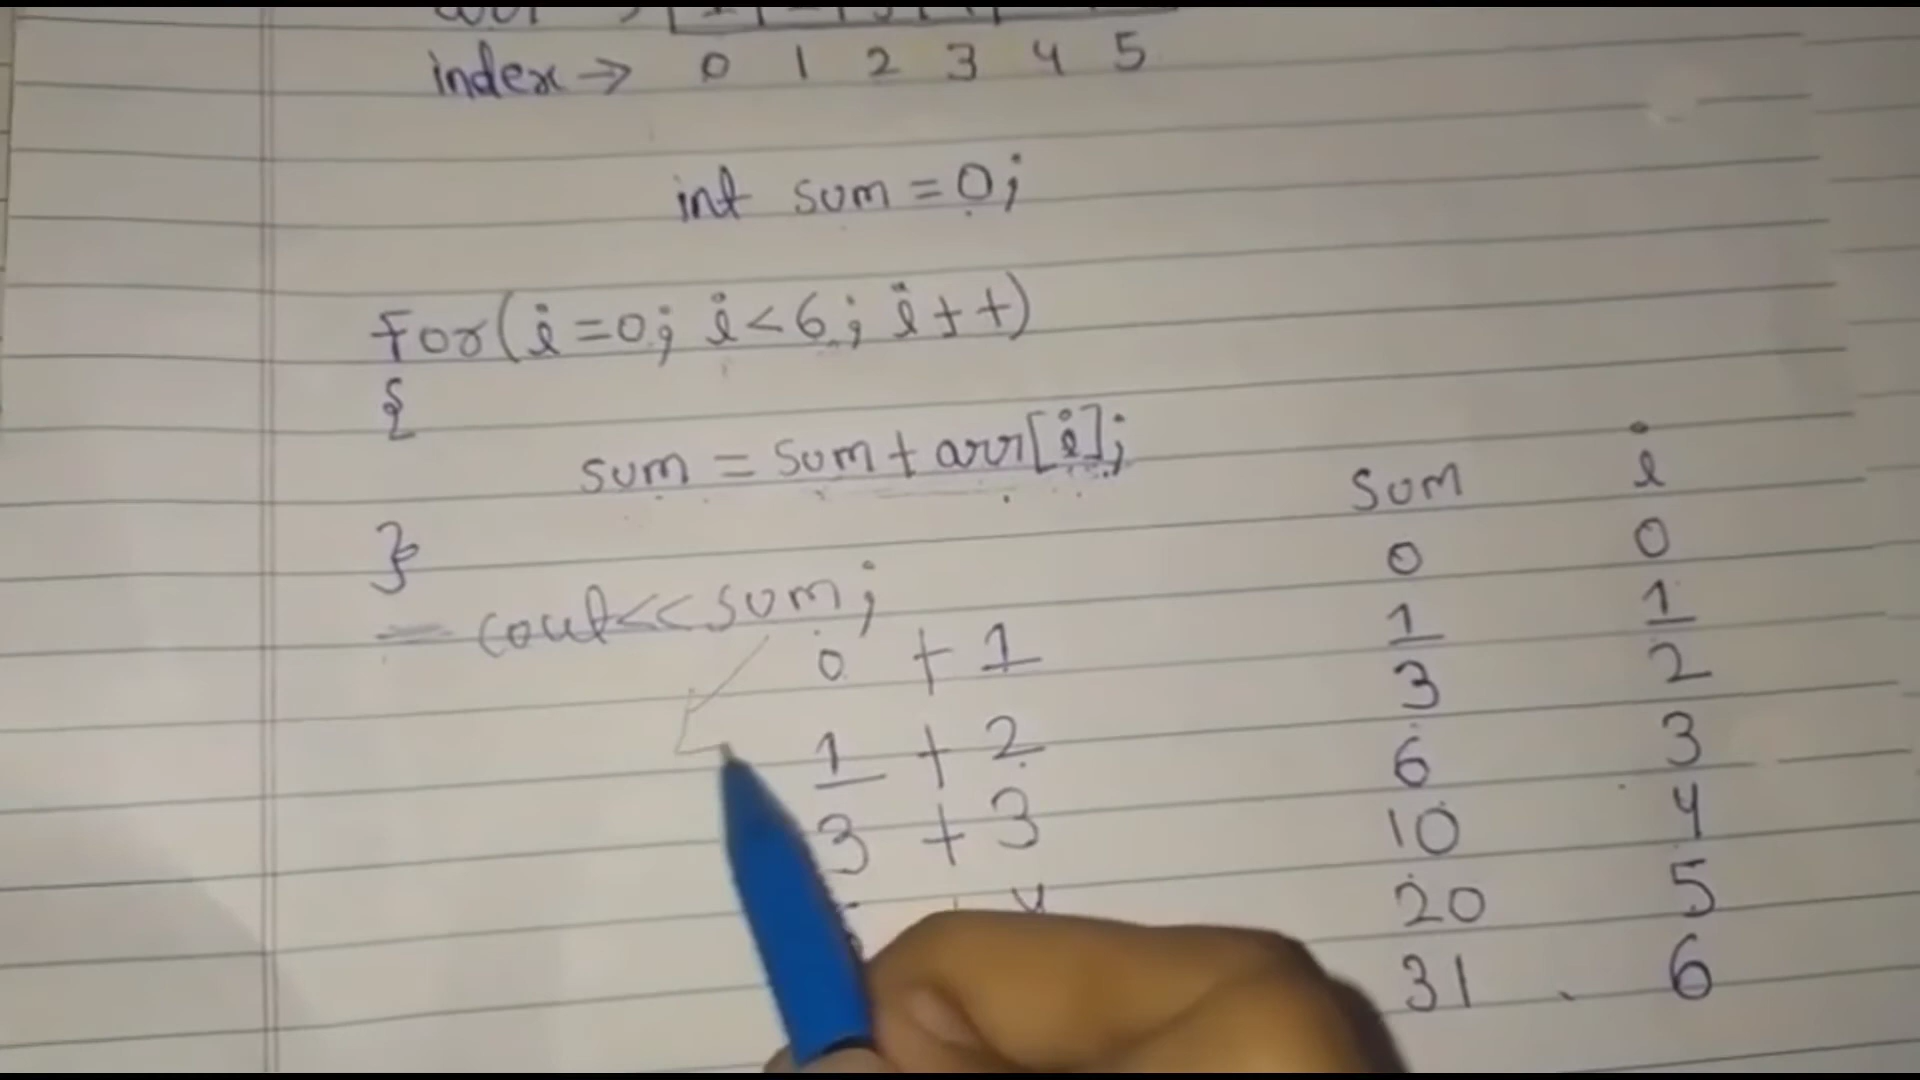 index → 0 1 2 3 4 5
int sum = 0;
For(i=0; i<6; i++)
{
sum = sum + arr[i];
}
= cout<<sum;
0 + 1
1 + 2
3 + 3
4
sum i
0 0
1 1
3 2
6 3
10 4
20 5
31 6